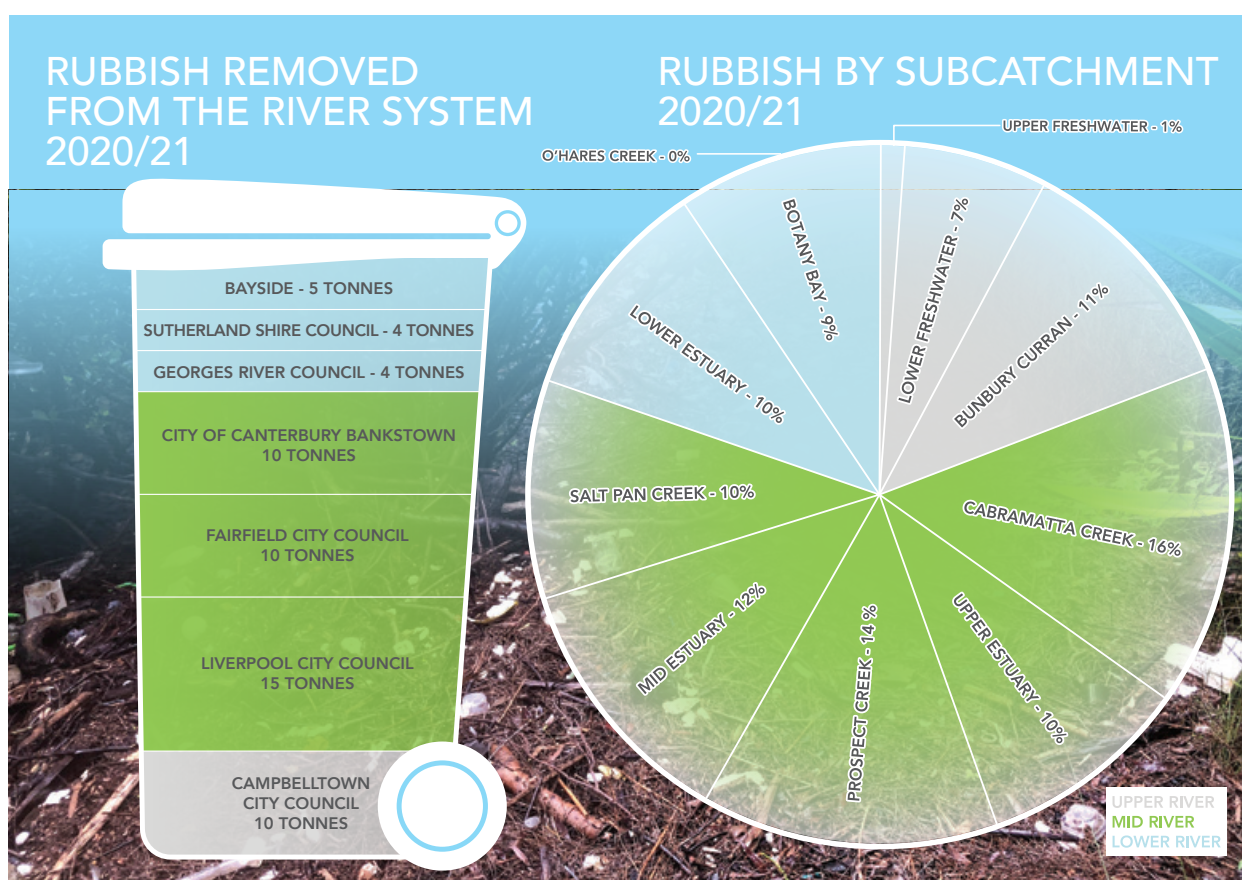 RUBBISH REMOVED
FROM THE RIVER SYSTEM
2020/21
BAYSIDE - 5 TONNES
SUTHERLAND SHIRE COUNCIL - 4 TONNES
GEORGES RIVER COUNCIL - 4 TONNES
CITY OF CANTERBURY BANKSTOWN
10 TONNES
FAIRFIELD CITY COUNCIL
10 TONNES
LIVERPOOL CITY COUNCIL
15 TONNES
CAMPBELLTOWN
CITY COUNCIL
10 TONNES
RUBBISH BY SUBCATCHMENT
2020/21
UPPER FRESHWATER - 1%
O'HARES CREEK - 0%
LOWER FRESHWATER - 7%
BUNBURY CURRAN - 11%
CABRAMATTA CREEK - 16%
UPPER ESTUARY - 10%
PROSPECT CREEK - 14 %
MID ESTUARY - 12%
SALT PAN CREEK - 10%
LOWER ESTUARY - 10%
BOTANY BAY - 9%
UPPER RIVER
MID RIVER
LOWER RIVER